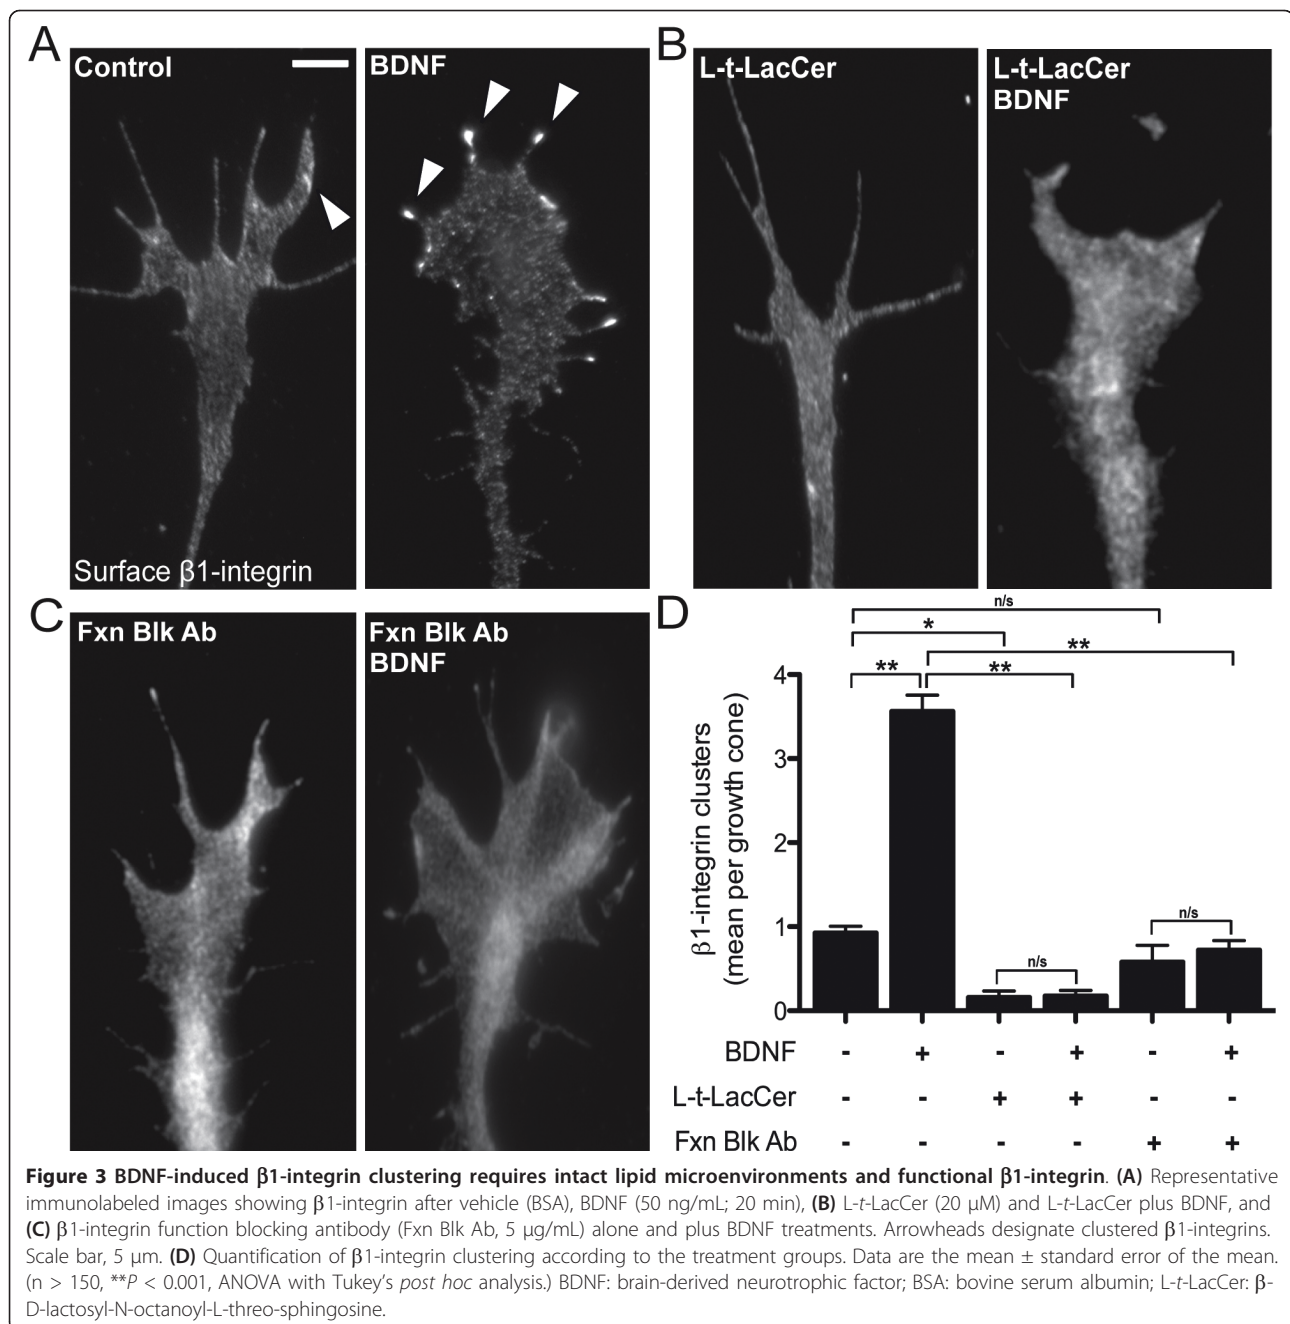 A
Control
BDNF
Surface β1-integrin
B
L-t-LacCer
L-t-LacCer
BDNF
C
Fxn Blk Ab
Fxn Blk Ab
BDNF
D
n/s
*
**
**
**
n/s
n/s
4
3
2
1
0
β1-integrin clusters
(mean per growth cone)
BDNF - + - + - +
L-t-LacCer - - + + - -
Fxn Blk Ab - - - - + +
Figure 3 BDNF-induced β1-integrin clustering requires intact lipid microenvironments and functional β1-integrin. (A) Representative
immunolabeled images showing β1-integrin after vehicle (BSA), BDNF (50 ng/mL; 20 min), (B) L-t-LacCer (20 μM) and L-t-LacCer plus BDNF, and
(C) β1-integrin function blocking antibody (Fxn Blk Ab, 5 μg/mL) alone and plus BDNF treatments. Arrowheads designate clustered β1-integrins.
Scale bar, 5 μm. (D) Quantification of β1-integrin clustering according to the treatment groups. Data are the mean ± standard error of the mean.
(n > 150, **P < 0.001, ANOVA with Tukey's post hoc analysis.) BDNF: brain-derived neurotrophic factor; BSA: bovine serum albumin; L-t-LacCer: β-
D-lactosyl-N-octanoyl-L-threo-sphingosine.